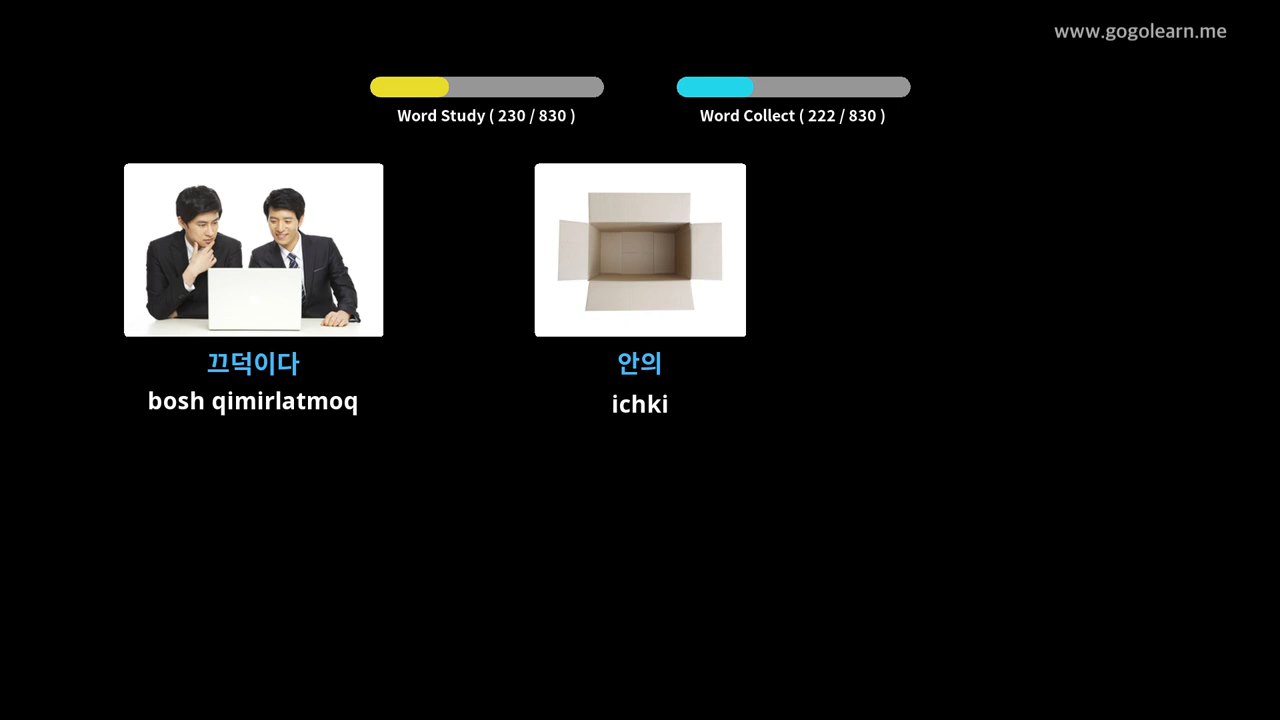 www.gogolearn.me
Word Study ( 230 / 830 )
Word Collect ( 222 / 830 )
끄덕이다
bosh qimirlatmoq
안의
ichki